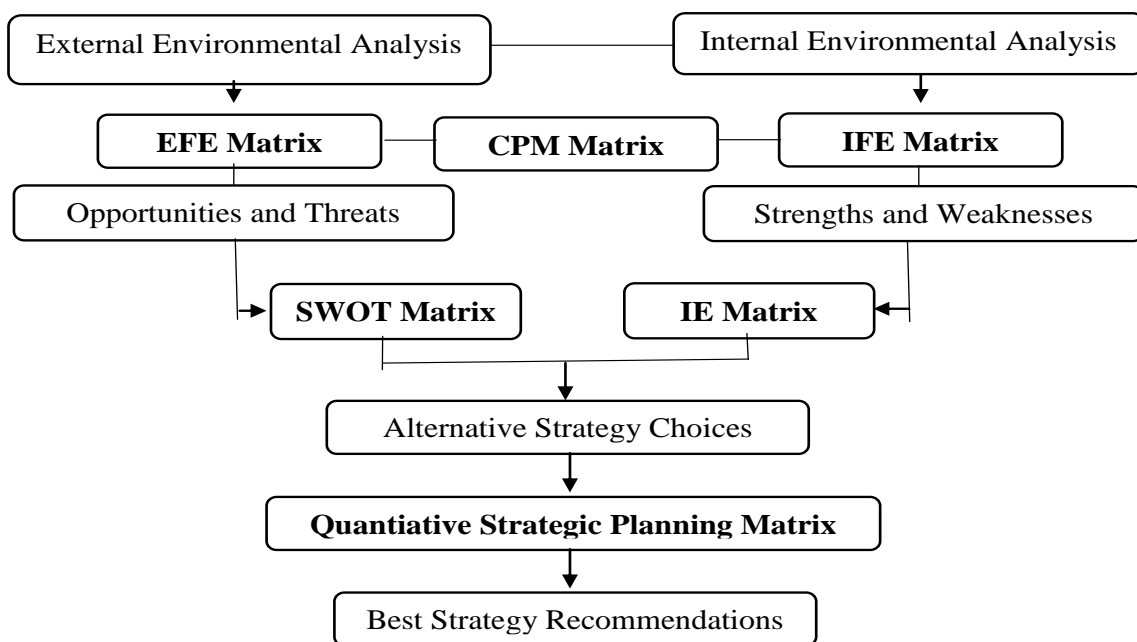 External Environmental Analysis
Internal Environmental Analysis
EFE Matrix
CPM Matrix
IFE Matrix
Opportunities and Threats
Strengths and Weaknesses
SWOT Matrix
IE Matrix
Alternative Strategy Choices
Quantiative Strategic Planning Matrix
Best Strategy Recommendations